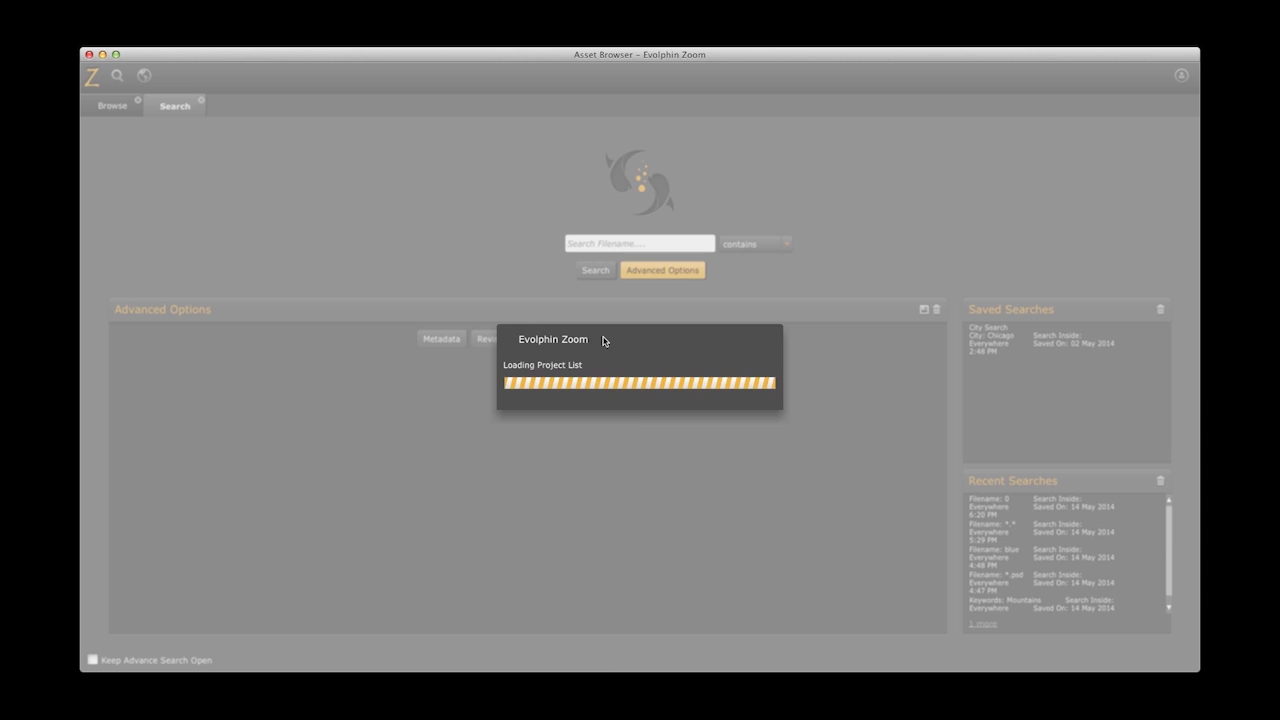 Asset Browser – Evolphin Zoom
Z
Browse
Search
Search Filename....
contains
Search
Advanced Options
Advanced Options
Metadata
Evolphin Zoom
Loading Project List
Saved Searches
City Search
City: Chicago Search Inside:
Everywhere Saved On: 02 May 2014
2:48 PM
Recent Searches
Filename: 0 Search Inside:
Everywhere Saved On: 14 May 2014
6:20 PM
Filename: *.* Search Inside:
Everywhere Saved On: 14 May 2014
5:29 PM
Filename: blue Search Inside:
Everywhere Saved On: 14 May 2014
4:48 PM
Filename: *.psd Search Inside:
Everywhere Saved On: 14 May 2014
4:47 PM
Keywords: Mountains Search Inside:
Everywhere Saved On: 14 May 2014
1 more
Keep Advance Search Open